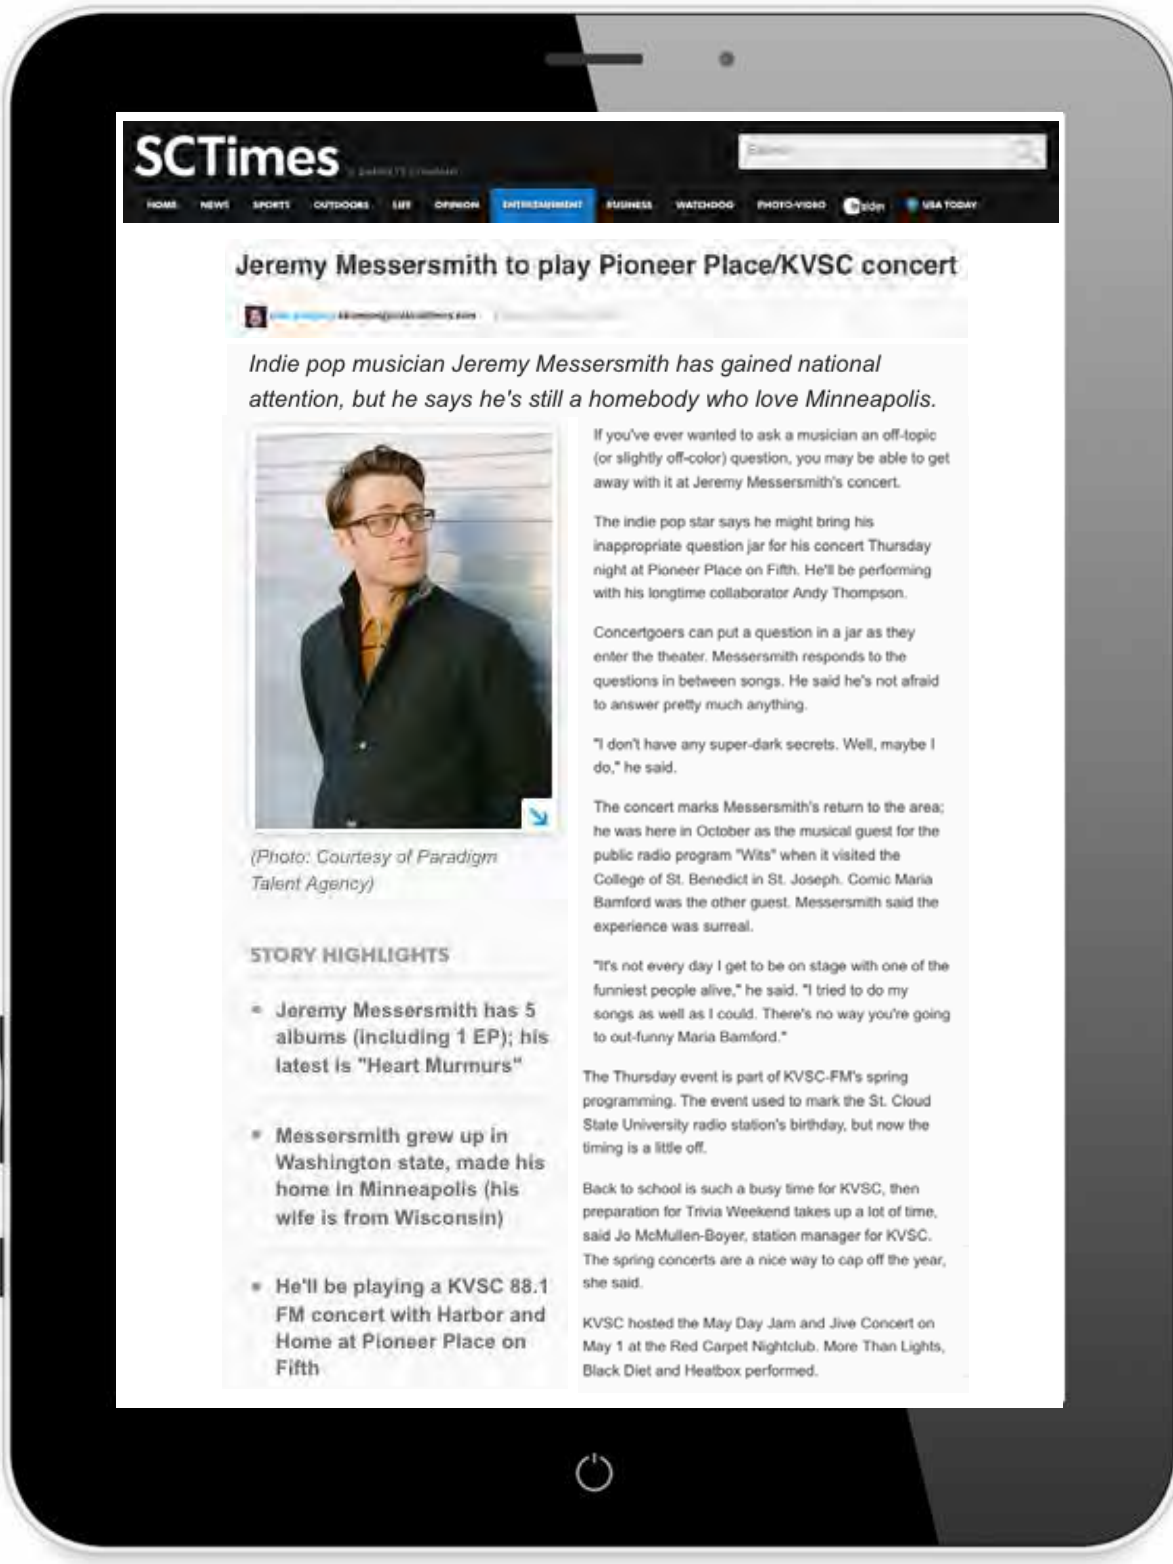 SCTimes
A GANNETT COMPANY
Search
HOME NEWS SPORTS OUTDOORS LIFE OPINION ENTERTAINMENT BUSINESS WATCHDOG PHOTO-VIDEO Insider USA TODAY
Jeremy Messersmith to play Pioneer Place/KVSC concert
Indie pop musician Jeremy Messersmith has gained national
attention, but he says he's still a homebody who love Minneapolis.
(Photo: Courtesy of Paradigm
Talent Agency)
STORY HIGHLIGHTS
Jeremy Messersmith has 5
albums (including 1 EP); his
latest is "Heart Murmurs"
Messersmith grew up in
Washington state, made his
home in Minneapolis (his
wife is from Wisconsin)
He'll be playing a KVSC 88.1
FM concert with Harbor and
Home at Pioneer Place on
Fifth
If you've ever wanted to ask a musician an off-topic
(or slightly off-color) question, you may be able to get
away with it at Jeremy Messersmith's concert.
The indie pop star says he might bring his
inappropriate question jar for his concert Thursday
night at Pioneer Place on Fifth. He'll be performing
with his longtime collaborator Andy Thompson.
Concertgoers can put a question in a jar as they
enter the theater. Messersmith responds to the
questions in between songs. He said he's not afraid
to answer pretty much anything.
"I don't have any super-dark secrets. Well, maybe I
do," he said.
The concert marks Messersmith's return to the area;
he was here in October as the musical guest for the
public radio program "Wits" when it visited the
College of St. Benedict in St. Joseph. Comic Maria
Bamford was the other guest. Messersmith said the
experience was surreal.
"It's not every day I get to be on stage with one of the
funniest people alive," he said. "I tried to do my
songs as well as I could. There's no way you're going
to out-funny Maria Bamford."
The Thursday event is part of KVSC-FM's spring
programming. The event used to mark the St. Cloud
State University radio station's birthday, but now the
timing is a little off.
Back to school is such a busy time for KVSC, then
preparation for Trivia Weekend takes up a lot of time,
said Jo McMullen-Boyer, station manager for KVSC.
The spring concerts are a nice way to cap off the year,
she said.
KVSC hosted the May Day Jam and Jive Concert on
May 1 at the Red Carpet Nightclub. More Than Lights,
Black Diet and Heatbox performed.